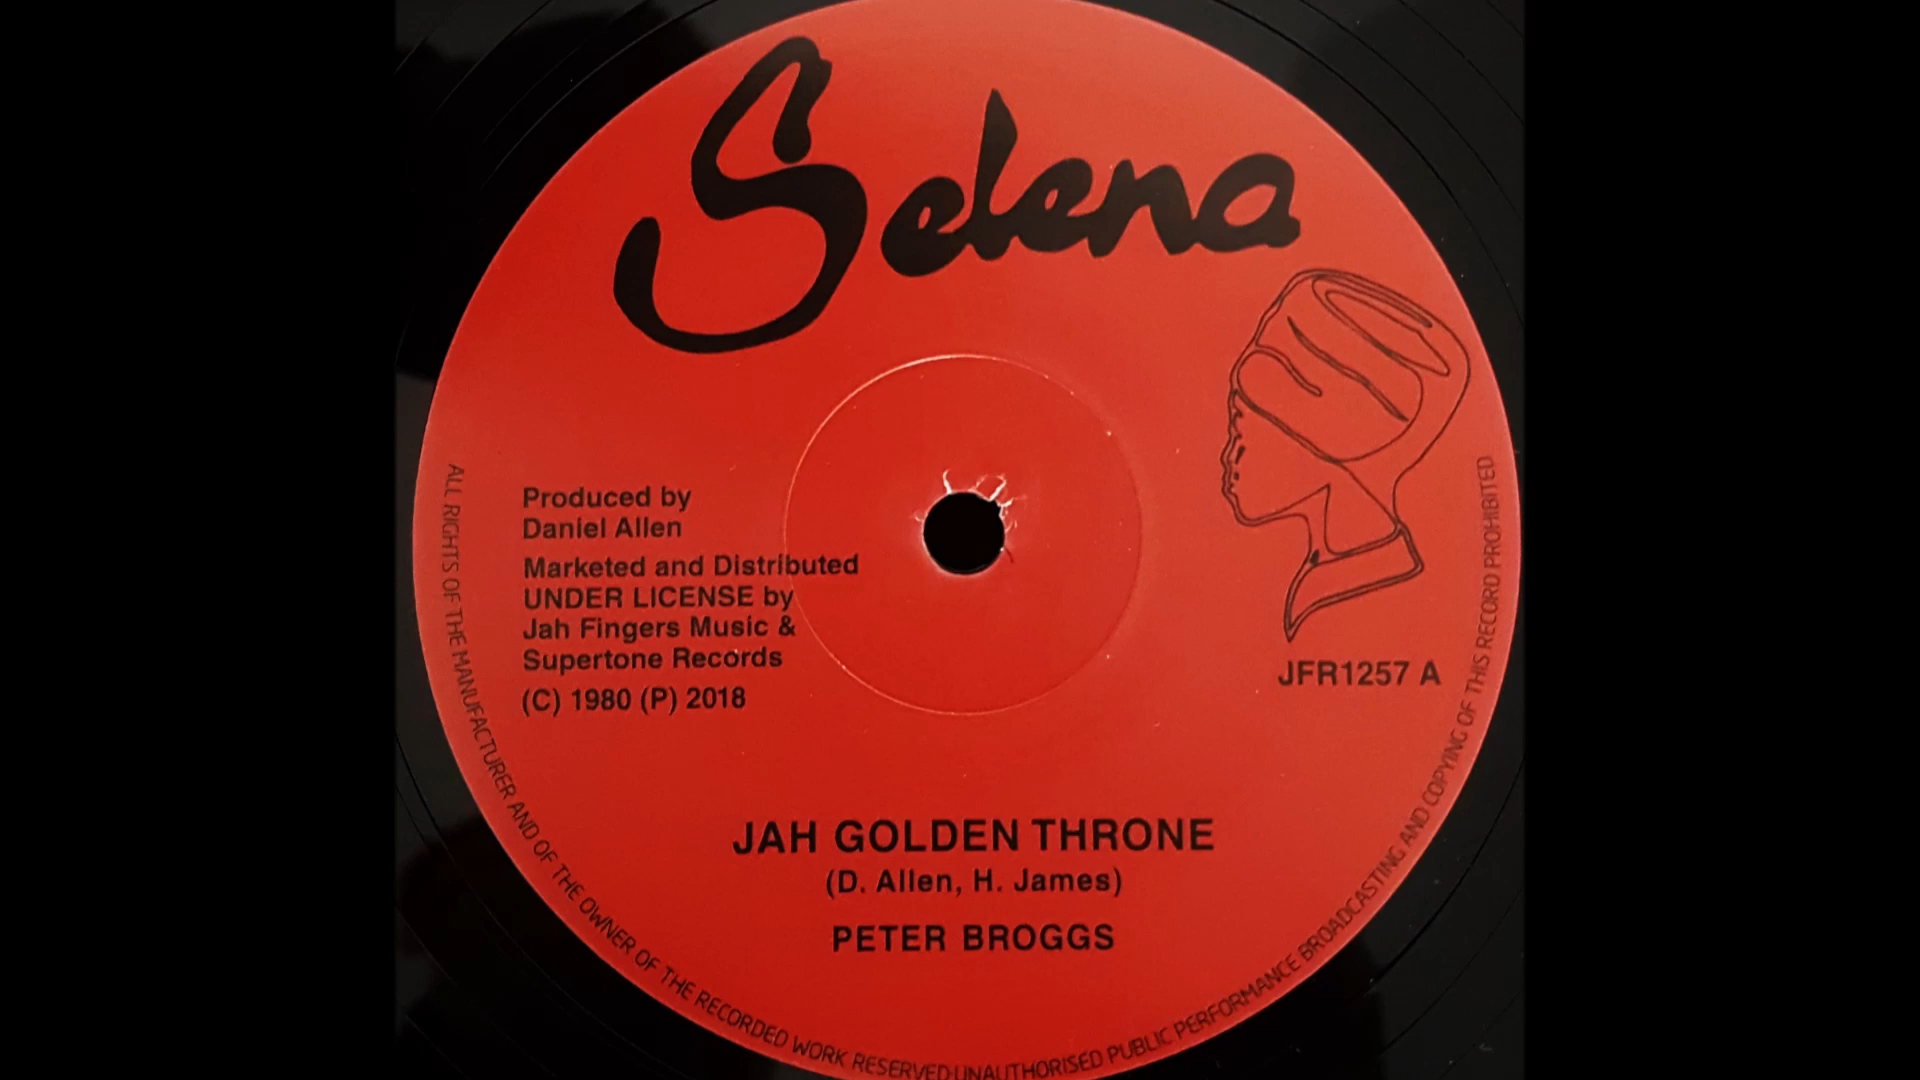 Selena
Produced by
Daniel Allen
Marketed and Distributed
UNDER LICENSE by
Jah Fingers Music &
Supertone Records
(C) 1980 (P) 2018
JFR1257 A
JAH GOLDEN THRONE
(D. Allen, H. James)
PETER BROGGS
ALL RIGHTS OF THE MANUFACTURER AND OF THE OWNER OF THE RECORDED WORK RESERVED·UNAUTHORISED PUBLIC PERFORMANCE BROADCASTING AND COPYING OF THIS RECORD PROHIBITED